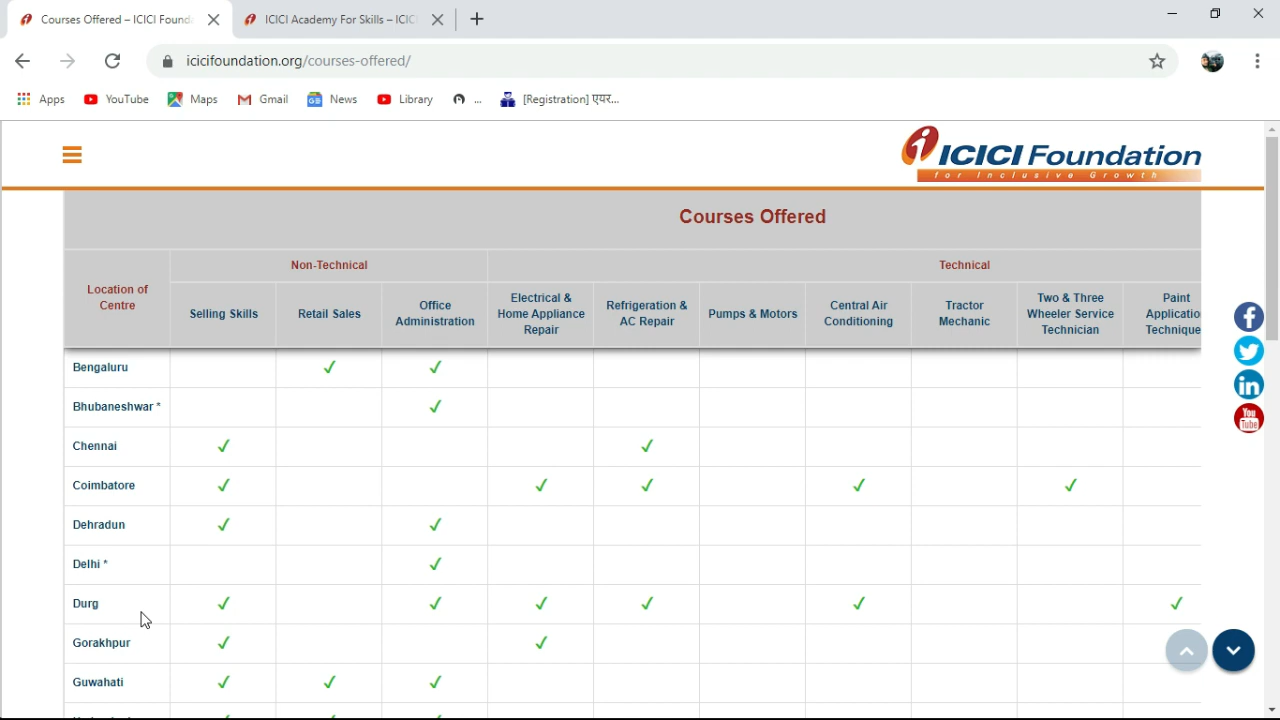 Courses Offered – ICICI Found
ICICI Academy For Skills – ICIC
icicifoundation.org/courses-offered/
Apps
YouTube
Maps
Gmail
News
Library
...
[Registration] एयर...
i ICICI Foundation
for Inclusive Growth
Courses Offered
Location of Centre
Non-Technical
Technical
Selling Skills
Retail Sales
Office Administration
Electrical & Home Appliance Repair
Refrigeration & AC Repair
Pumps & Motors
Central Air Conditioning
Tractor Mechanic
Two & Three Wheeler Service Technician
Paint Applicatio Technique
Bengaluru ✓ ✓
Bhubaneshwar * ✓
Chennai ✓ ✓
Coimbatore ✓ ✓ ✓ ✓ ✓
Dehradun ✓ ✓
Delhi * ✓
Durg ✓ ✓ ✓ ✓ ✓ ✓
Gorakhpur ✓ ✓
Guwahati ✓ ✓ ✓
f
in
You Tube